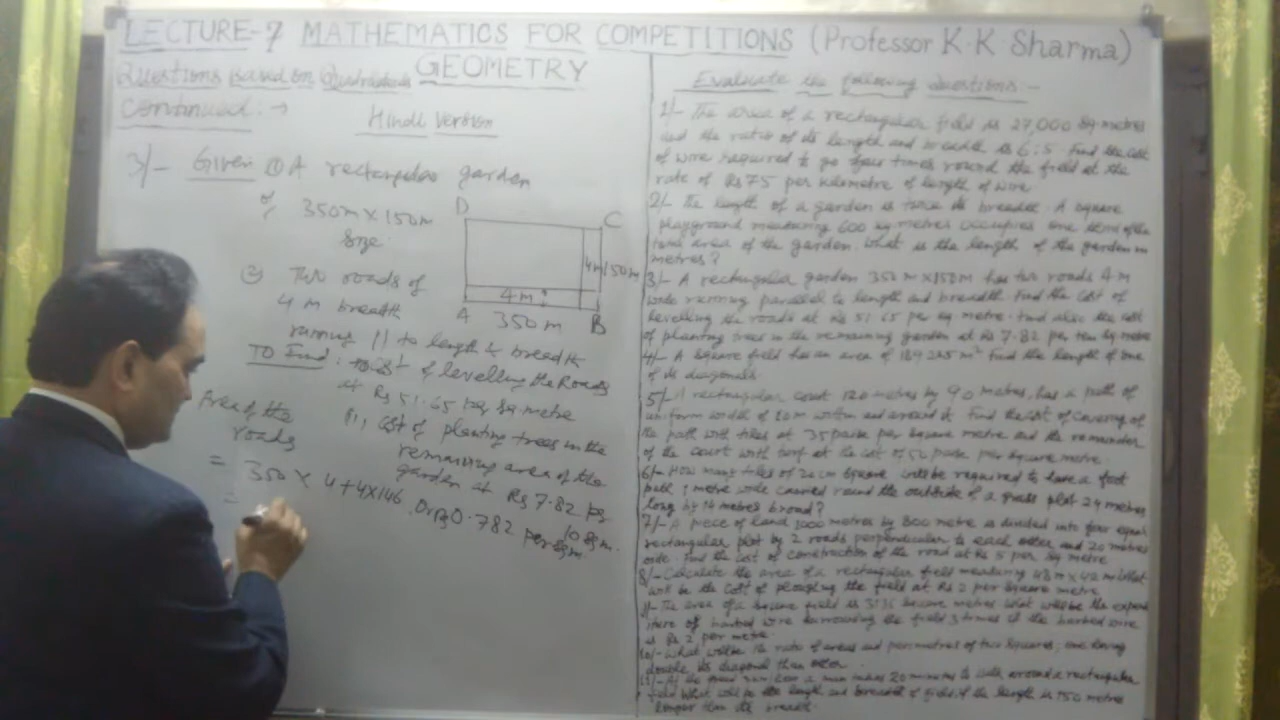 LECTURE-7 MATHEMATICS FOR COMPETITIONS (Professor K.K. Sharma)
GEOMETRY
Questions Based on Quadrilaterals
Continued :→
Hindi Version
3/- Given ① A rectangular garden
of 350m × 150m
Size.
② Two roads of
4 m breath
running || to length & breadth
D C
4m 150m
4 m
A 350 m B
To Find : Cost of levelling the Roads
at Rs 51.65 per sq metre
ii, cost of planting trees in the
remaining area of the
garden at Rs 7.82 per
10 sqm.
Or Rs 0.782 per sqm.
Area of the
roads
= 350 × 4 + 4×146
=
Evaluate the following Questions :-
1/- The area of a rectangular field is 27,000 sq metres
and the ratio of its length and breadth is 6:5. Find the cost
of wire required to go four times round the field at the
rate of Rs 75 per kilometre of length of wire
2/- The length of a garden is twice its breadth. A square
playground measuring 600 sq metres occupies one third of the
total area of the garden. What is the length of the garden in
metres?
3/- A rectangular garden 350 m × 150 m has two roads 4 m
wide running parallel to length and breadth. Find the cost of
levelling the roads at Rs 51.65 per sq metre. Find also the cost
of planting trees in the remaining garden at Rs 7.82 per ten sq metre
4/- A square field has an area of m² Find the length of one
of its diagonals
5/- A rectangular court 120 metres by 90 metres, has a path of
uniform width of 10 m within and around it. Find the cost of covering of
the path with tiles at 35 paise per square metre and the remainder
of the court with turf at the cost of 50 paise per square metre.
6/- How many tiles of 20 cm square will be required to lave a foot
path 1 metre wide carried round the outside of a grass plot 24 metres
long by 14 metres broad?
7/- A piece of land 1000 metres by 800 metre is divided into four equal
rectangular plot by 2 roads perpendicular to each other and 20 metres
wide. Find the cost of construction of the road at Rs 5 per sq metre
8/- Calculate the area of a rectangular field measuring 48 m × 42 m. What
will be the cost of ploughing the field at Rs 2 per square metre
9/- The area of a square field is 3136 square metres what will be the expend
iture of barbed wire surrounding the field 3 times if the barbed wire
is Rs 2 per metre.
10/- What will be the ratio of areas and perimetres of two squares; one having
double its diagonal than other.
11/- At the speed a man takes 20 minutes to walk around a rectangular
field What will be the length and breadth of field, if the length is 150 metres
longer than its breadth.